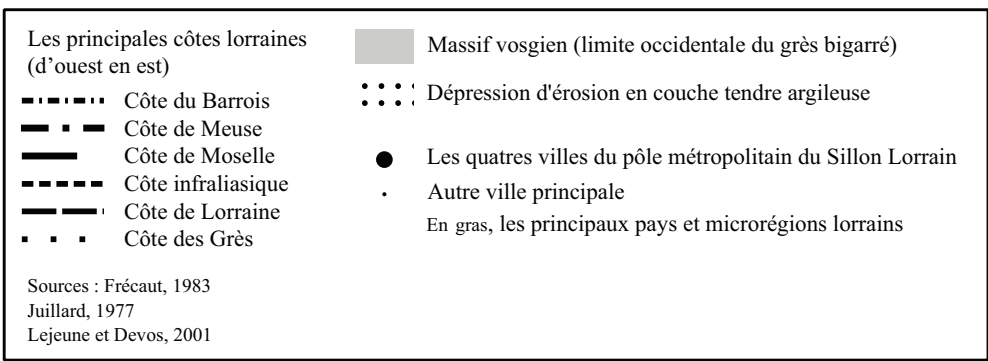 Les principales côtes lorraines
(d’ouest en est)
Côte du Barrois
Côte de Meuse
Côte de Moselle
Côte infraliasique
Côte de Lorraine
Côte des Grès
Sources : Frécaut, 1983
Juillard, 1977
Lejeune et Devos, 2001
Massif vosgien (limite occidentale du grès bigarré)
Dépression d'érosion en couche tendre argileuse
Les quatres villes du pôle métropolitain du Sillon Lorrain
Autre ville principale
En gras, les principaux pays et microrégions lorrains